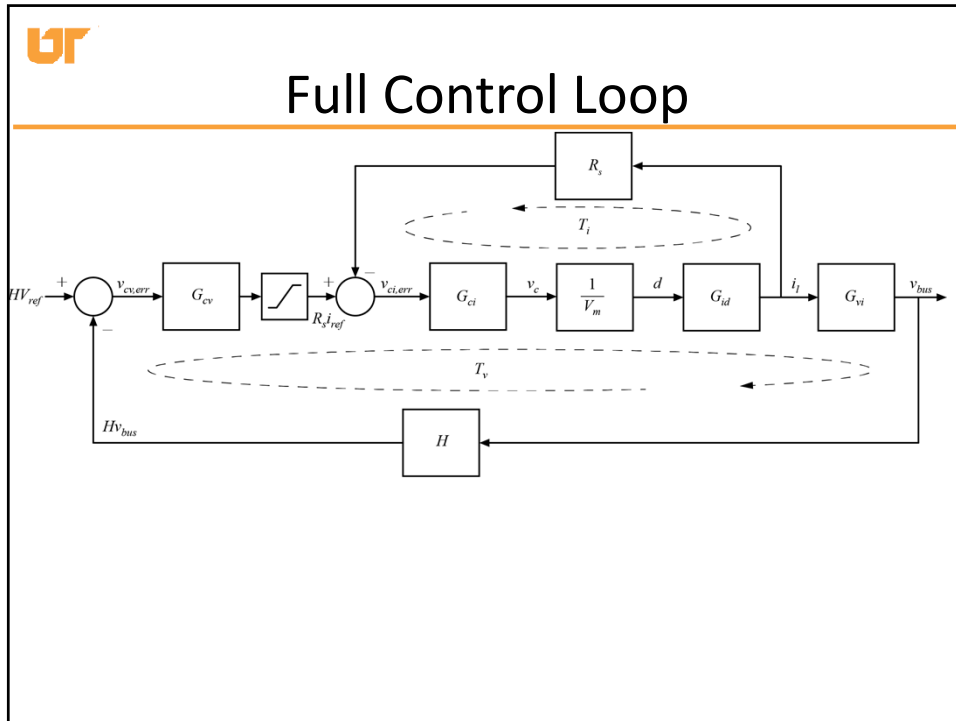 UT
Full Control Loop
R_s
T_i
HV_ref
+
−
v_cv,err
G_cv
R_s i_ref
+
−
v_ci,err
G_ci
v_c
1/V_m
d
G_id
i_l
G_vi
v_bus
T_v
Hv_bus
H